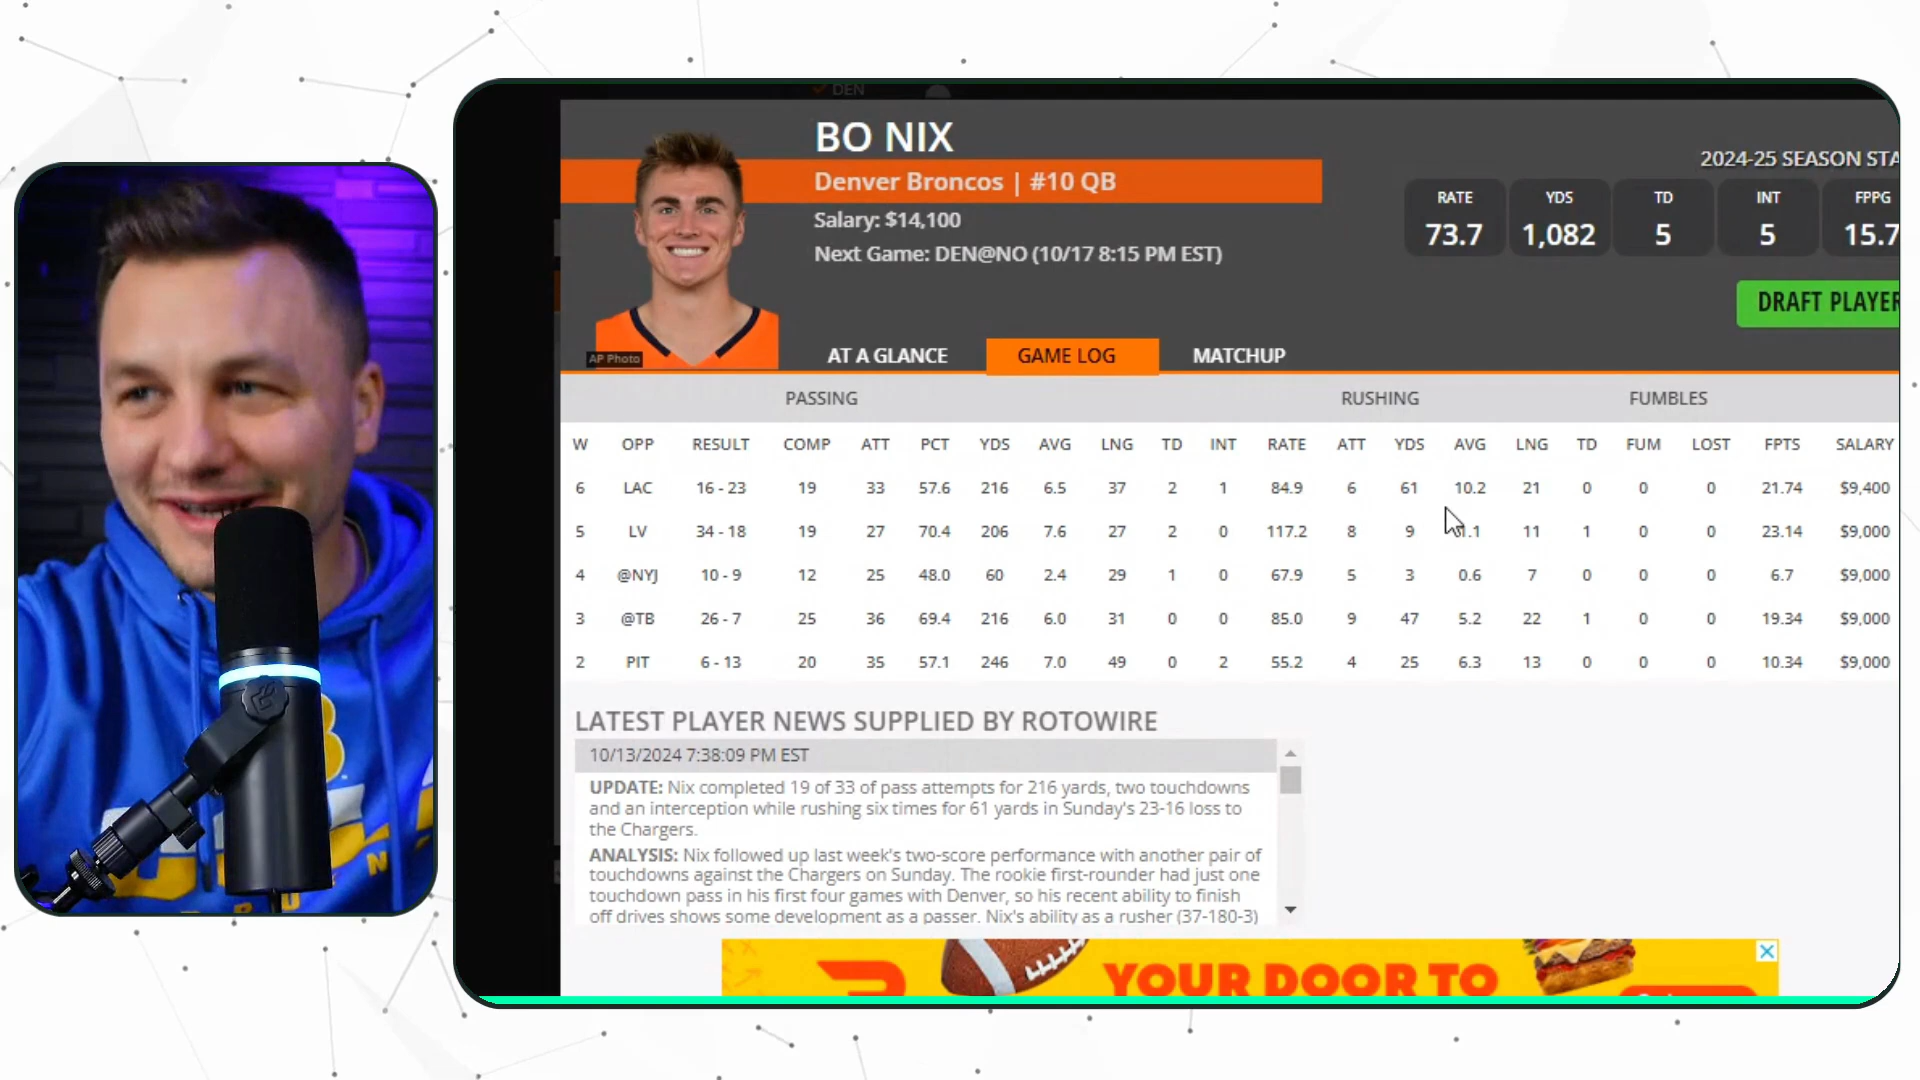 DEN
BO NIX
Denver Broncos | #10 QB
Salary: $14,100
Next Game: DEN@NO (10/17 8:15 PM EST)
2024-25 SEASON STA
RATE YDS TD INT FPPG
73.7 1,082 5 5 15.7
DRAFT PLAYER
AP Photo
AT A GLANCE GAME LOG MATCHUP
PASSING RUSHING FUMBLES
W OPP RESULT COMP ATT PCT YDS AVG LNG TD INT RATE ATT YDS AVG LNG TD FUM LOST FPTS SALARY
6 LAC 16 - 23 19 33 57.6 216 6.5 37 2 1 84.9 6 61 10.2 21 0 0 0 21.74 $9,400
5 LV 34 - 18 19 27 70.4 206 7.6 27 2 0 117.2 8 9 1.1 11 1 0 0 23.14 $9,000
4 @NYJ 10 - 9 12 25 48.0 60 2.4 29 1 0 67.9 5 3 0.6 7 0 0 0 6.7 $9,000
3 @TB 26 - 7 25 36 69.4 216 6.0 31 0 0 85.0 9 47 5.2 22 1 0 0 19.34 $9,000
2 PIT 6 - 13 20 35 57.1 246 7.0 49 0 2 55.2 4 25 6.3 13 0 0 0 10.34 $9,000
LATEST PLAYER NEWS SUPPLIED BY ROTOWIRE
10/13/2024 7:38:09 PM EST
UPDATE: Nix completed 19 of 33 of pass attempts for 216 yards, two touchdowns
and an interception while rushing six times for 61 yards in Sunday's 23-16 loss to
the Chargers.
ANALYSIS: Nix followed up last week's two-score performance with another pair of
touchdowns against the Chargers on Sunday. The rookie first-rounder had just one
touchdown pass in his first four games with Denver, so his recent ability to finish
off drives shows some development as a passer. Nix's ability as a rusher (37-180-3)
YOUR DOOR TO